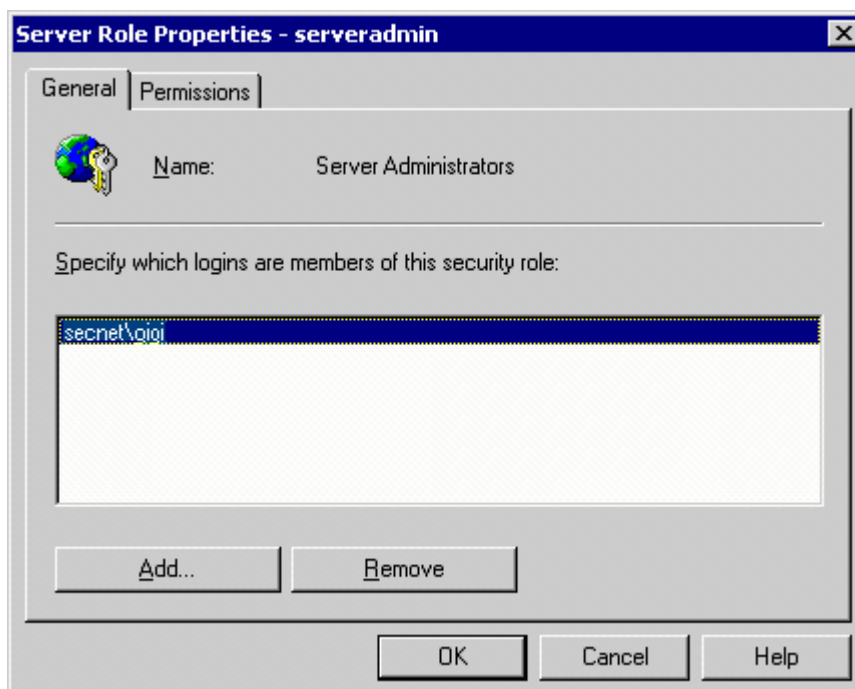 Server Role Properties - serveradmin
General
Permissions
Name:
Server Administrators
Specify which logins are members of this security role:
secnet\gigi
Add...
Remove
OK
Cancel
Help